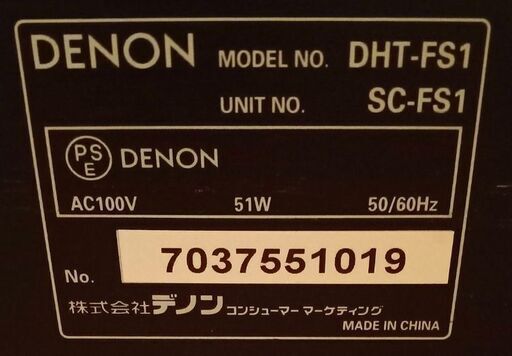 DENON MODEL NO. DHT-FS1
UNIT NO. SC-FS1
PS
E DENON
AC100V 51W 50/60Hz
No. 7037551019
株式会社デノン コンシューマー マーケティング
MADE IN CHINA